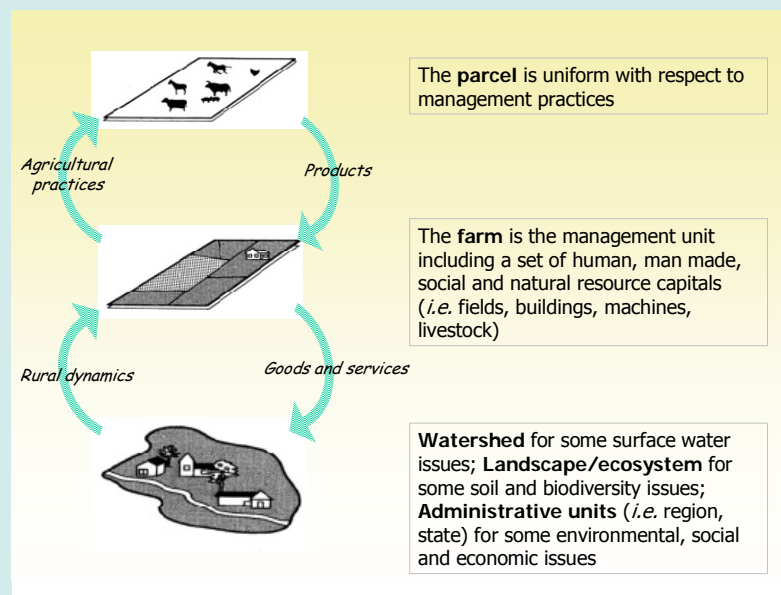 The parcel is uniform with respect to
management practices
Agricultural
practices
Products
The farm is the management unit
including a set of human, man made,
social and natural resource capitals
(i.e. fields, buildings, machines,
livestock)
Rural dynamics
Goods and services
Watershed for some surface water
issues; Landscape/ecosystem for
some soil and biodiversity issues;
Administrative units (i.e. region,
state) for some environmental, social
and economic issues